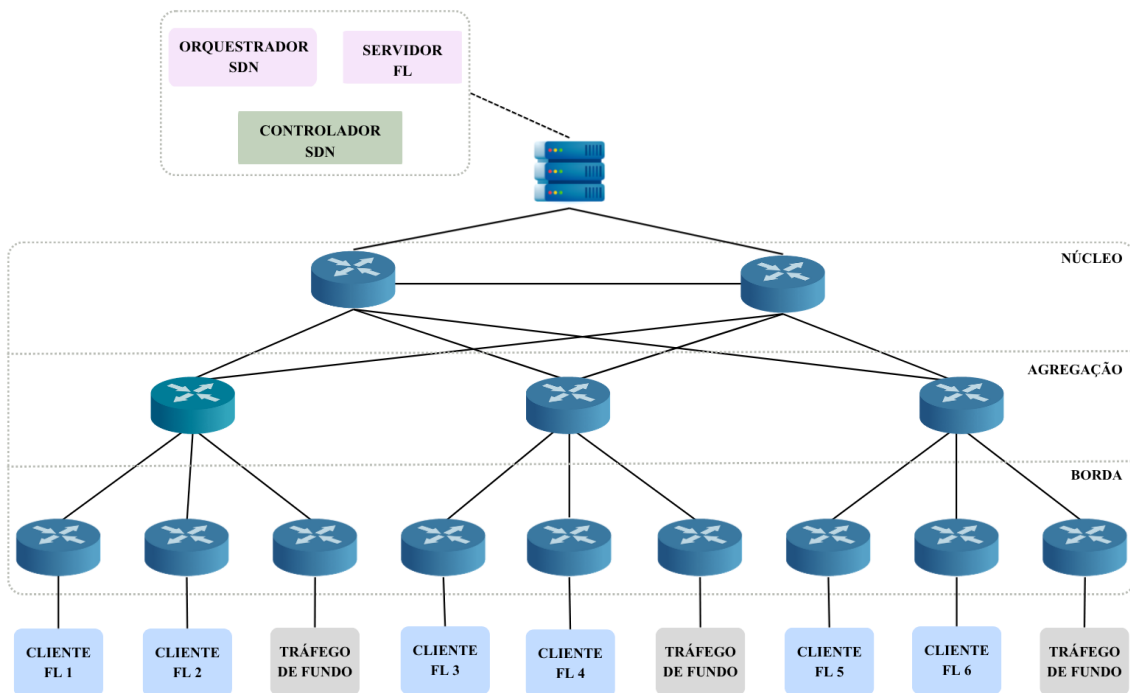 ORQUESTRADOR
SDN
SERVIDOR
FL
CONTROLADOR
SDN
NÚCLEO
AGREGAÇÃO
BORDA
CLIENTE
FL 1
CLIENTE
FL 2
TRÁFEGO
DE FUNDO
CLIENTE
FL 3
CLIENTE
FL 4
TRÁFEGO
DE FUNDO
CLIENTE
FL 5
CLIENTE
FL 6
TRÁFEGO
DE FUNDO